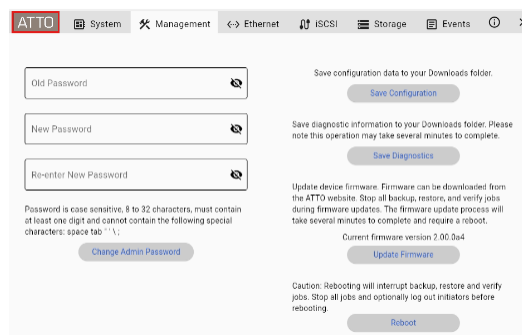 ATTO System Management Ethernet iSCSI Storage Events
Old Password
New Password
Re-enter New Password
Password is case sensitive, 8 to 32 characters, must contain
at least one digit and cannot contain the following special
characters: space tab " ' \ ;
Change Admin Password
Save configuration data to your Downloads folder.
Save Configuration
Save diagnostic information to your Downloads folder. Please
note this operation may take several minutes to complete.
Save Diagnostics
Update device firmware. Firmware can be downloaded from
the ATTO website. Stop all backup, restore, and verify jobs
during firmware updates. The firmware update process will
take several minutes to complete and require a reboot.
Current firmware version 2.00.0a4
Update Firmware
Caution: Rebooting will interrupt backup, restore and verify
jobs. Stop all jobs and optionally log out initiators before
rebooting.
Reboot